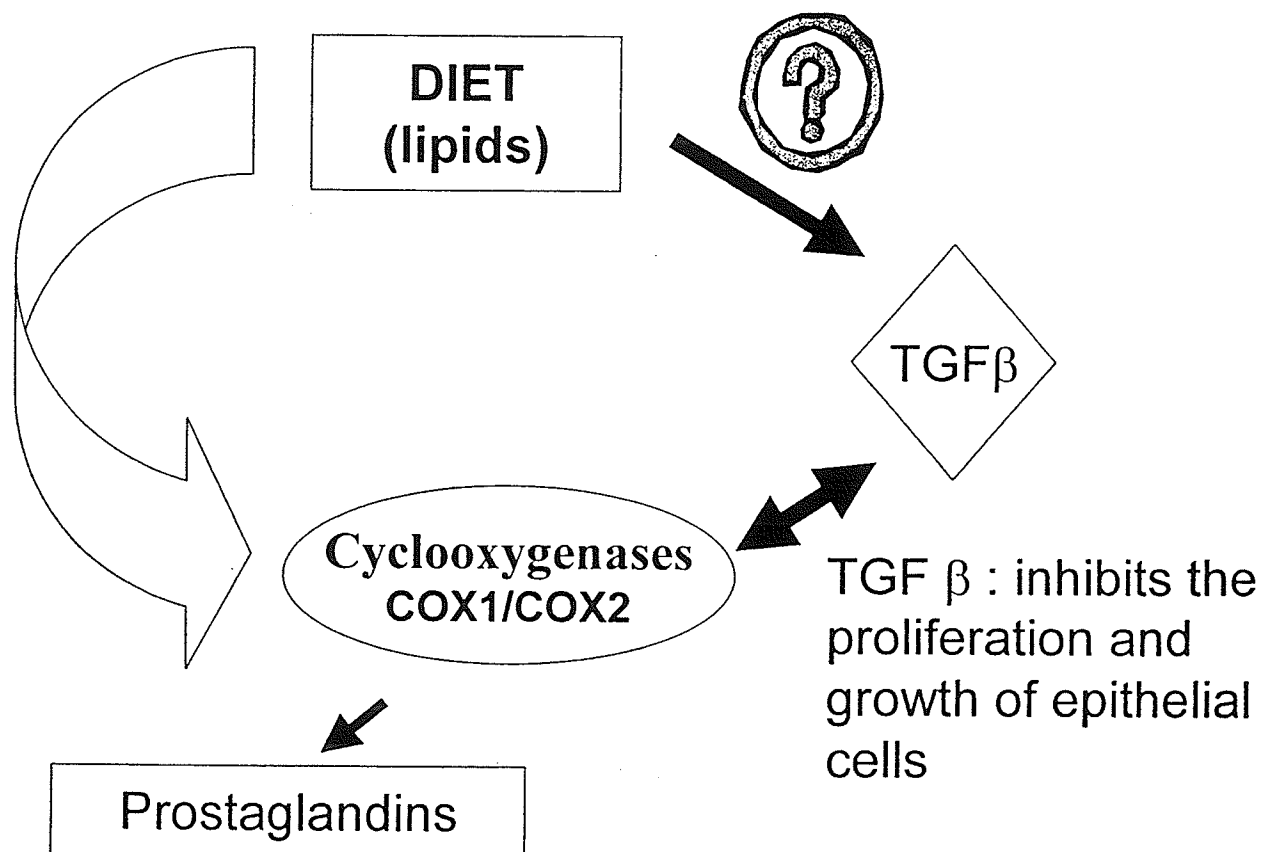 DIET
(lipids)
?
TGFβ
Cyclooxygenases
COX1/COX2
TGF β : inhibits the
proliferation and
growth of epithelial
cells
Prostaglandins